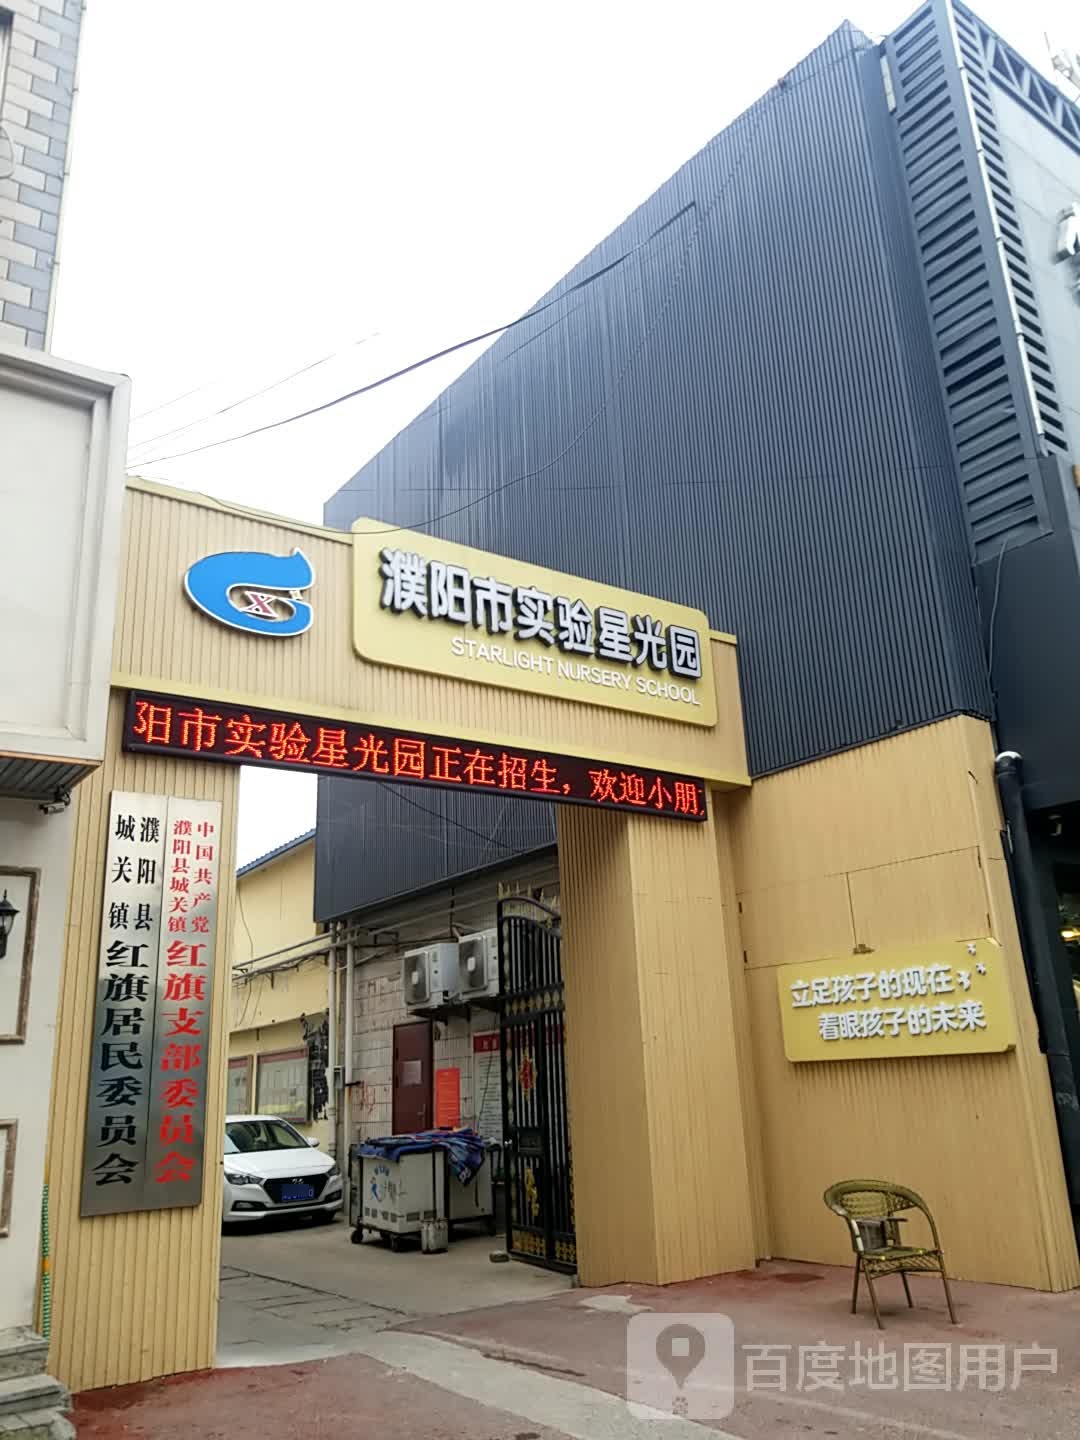 X
濮阳市实验星光园
STARLIGHT NURSERY SCHOOL
阳市实验星光园正在招生，欢迎小朋
中国共产党
濮阳县城关镇
红旗支部委员会
濮阳县
城关镇
红旗居民委员会
立足孩子的现在
着眼孩子的未来
百度地图用户